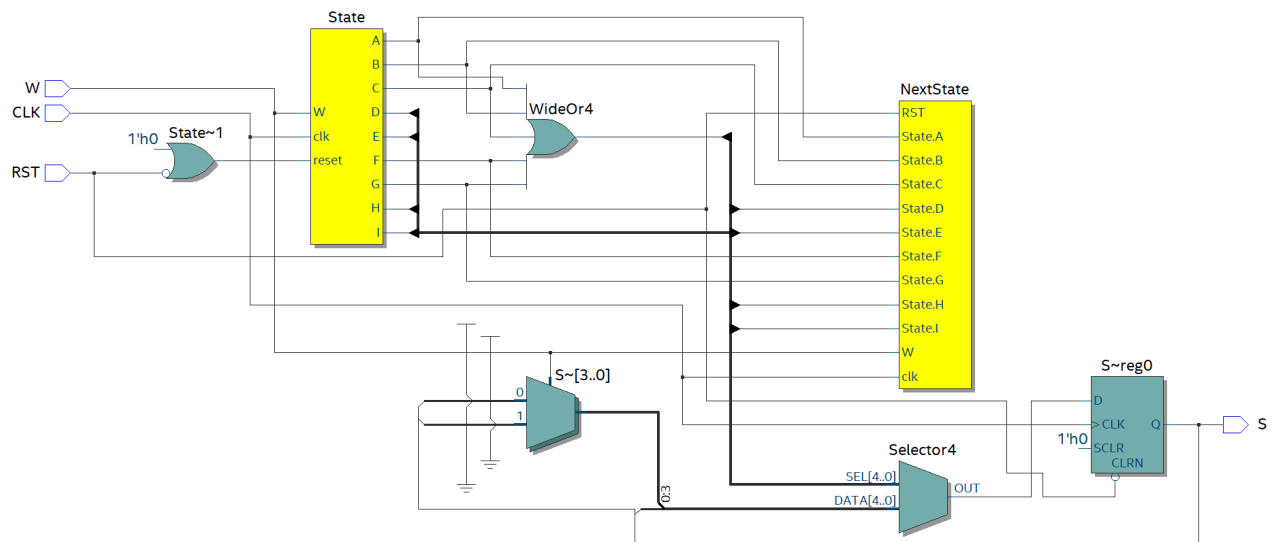 State
A
B
C
D
E
F
G
H
I
W
clk
reset
W
CLK
RST
1'h0
State~1
WideOr4
NextState
RST
State.A
State.B
State.C
State.D
State.E
State.F
State.G
State.H
State.I
W
clk
S~[3..0]
0
1
0:3
Selector4
SEL[4..0]
DATA[4..0]
OUT
S~reg0
D
>CLK
Q
1'h0
SCLR
CLRN
S